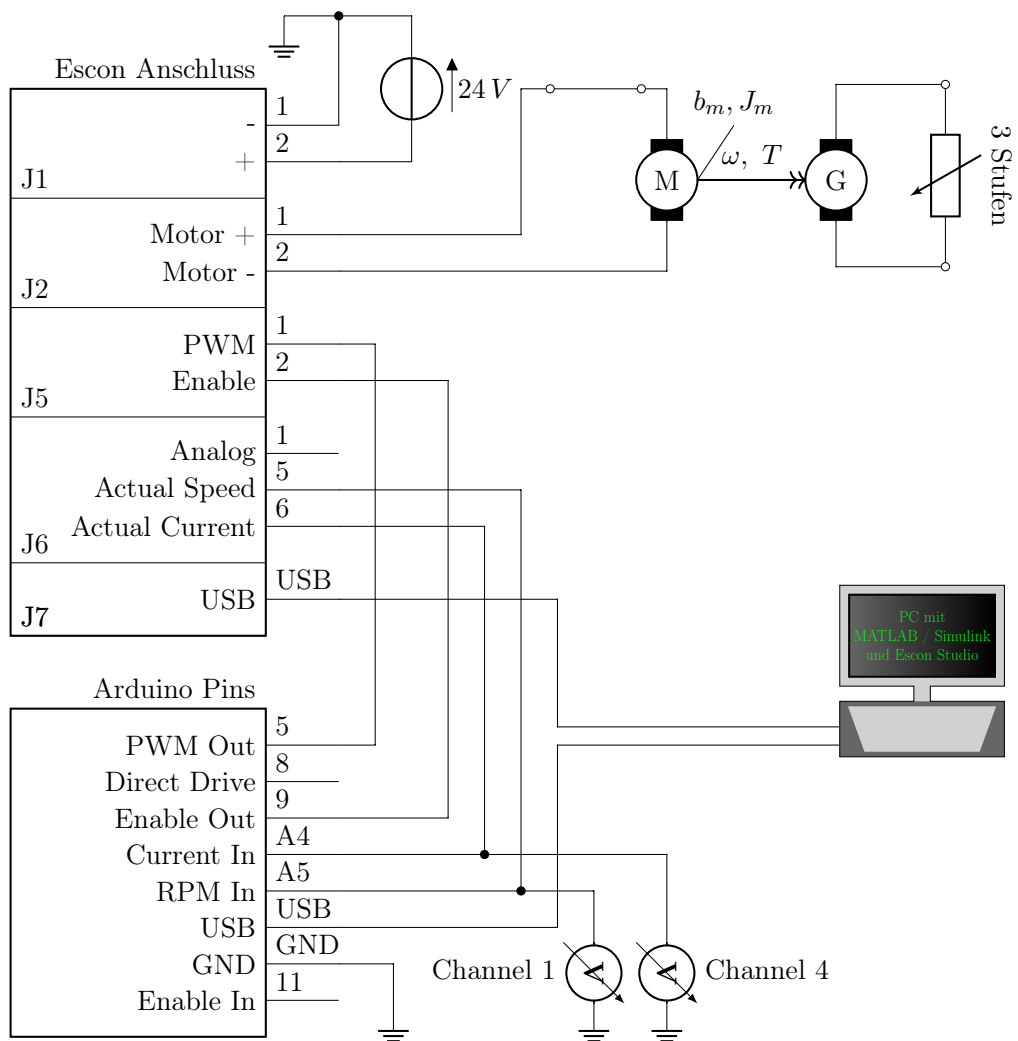 Escon Anschluss
1
-
2
+
J1
24 V
1
Motor +
2
Motor -
J2
b_m, J_m
ω, T
M
G
3 Stufen
1
PWM
2
Enable
J5
1
Analog
5
Actual Speed
6
Actual Current
J6
USB
USB
J7
PC mit
MATLAB / Simulink
und Escon Studio
Arduino Pins
5
PWM Out
8
Direct Drive
9
Enable Out
A4
Current In
A5
RPM In
USB
USB
GND
GND
11
Enable In
Channel 1
V
V
Channel 4